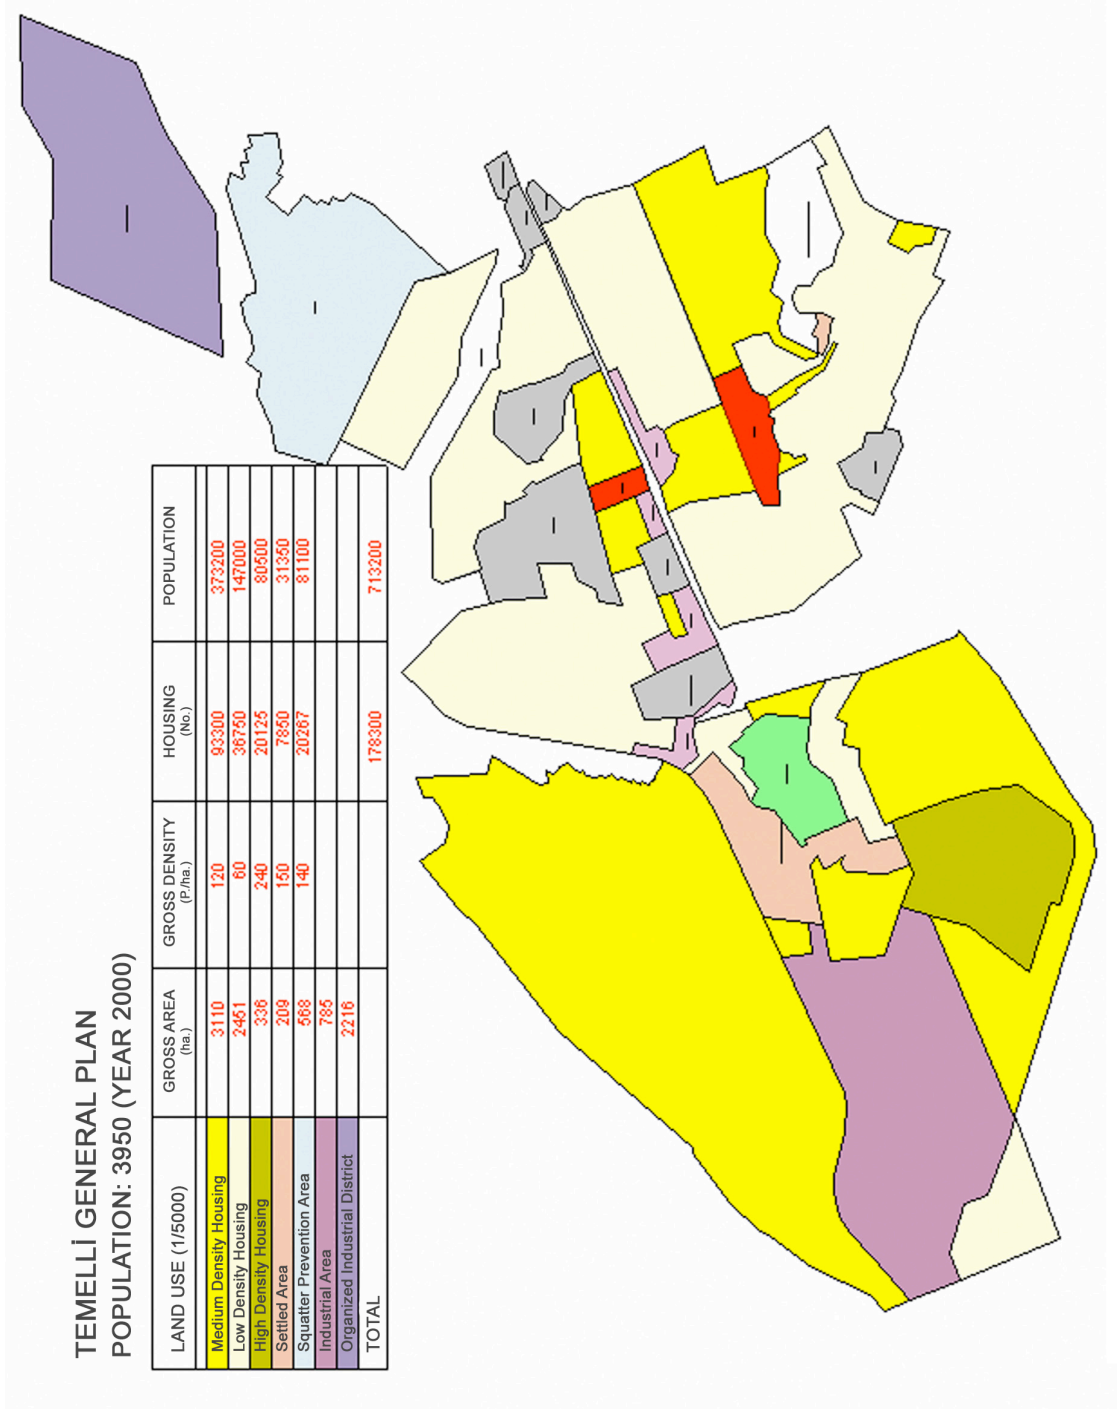 TEMELLİ GENERAL PLAN
POPULATION: 3950 (YEAR 2000)
LAND USE (1/5000) GROSS AREA (ha.) GROSS DENSITY (P./ha.) HOUSING (No.) POPULATION
Medium Density Housing 3110 120 93300 373200
Low Density Housing 2451 60 36750 147000
High Density Housing 336 240 20125 80500
Settled Area 209 150 7850 31350
Squatter Prevention Area 568 140 20267 81100
Industrial Area 785
Organized Industrial District 2216
TOTAL 178300 713200